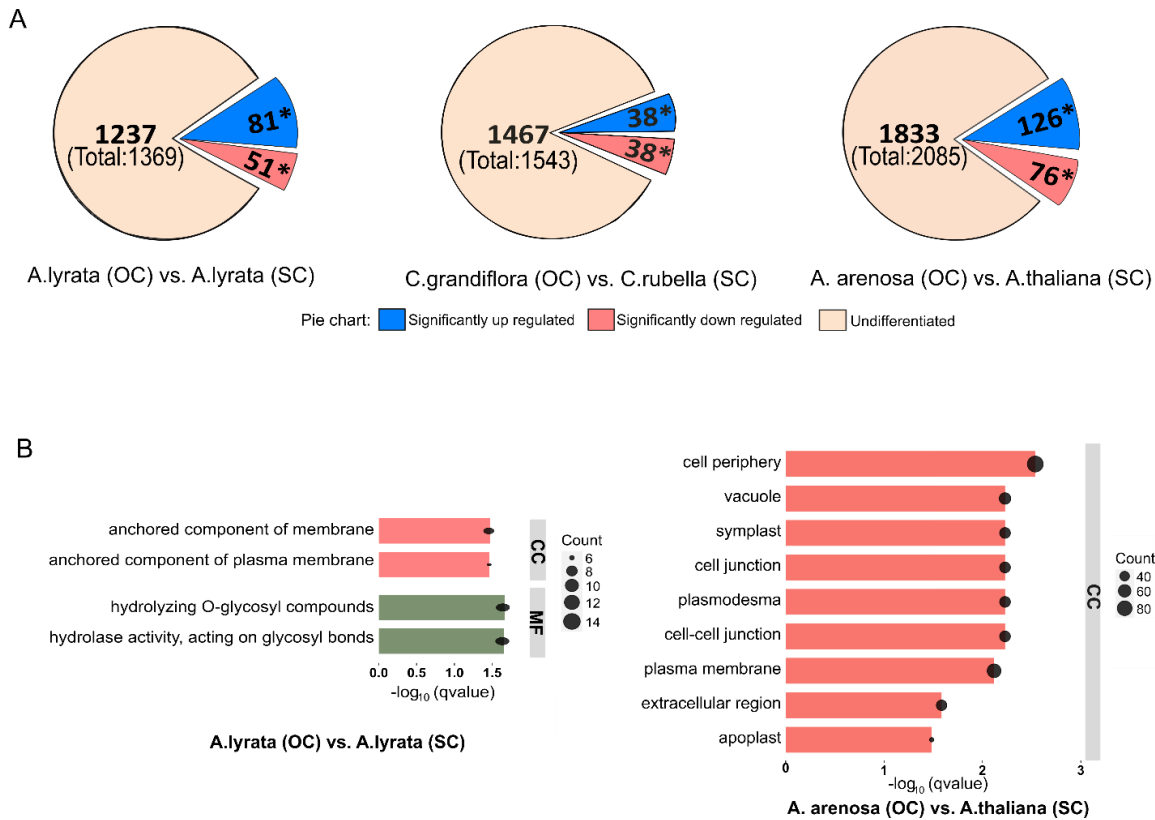 A
1237
(Total:1369)
81*
51*
1467
(Total:1543)
38*
38*
1833
(Total:2085)
126*
76*
A.lyrata (OC) vs. A.lyrata (SC)
C.grandiflora (OC) vs. C.rubella (SC)
A. arenosa (OC) vs. A.thaliana (SC)
Pie chart: Significantly up regulated Significantly down regulated Undifferentiated
B
anchored component of membrane
anchored component of plasma membrane
hydrolyzing O-glycosyl compounds
hydrolase activity, acting on glycosyl bonds
CC
MF
Count
6
8
10
12
14
0.0 0.5 1.0 1.5
-log10 (qvalue)
A.lyrata (OC) vs. A.lyrata (SC)
cell periphery
vacuole
symplast
cell junction
plasmodesma
cell-cell junction
plasma membrane
extracellular region
apoplast
CC
Count
40
60
80
0 1 2 3
-log10 (qvalue)
A. arenosa (OC) vs. A.thaliana (SC)